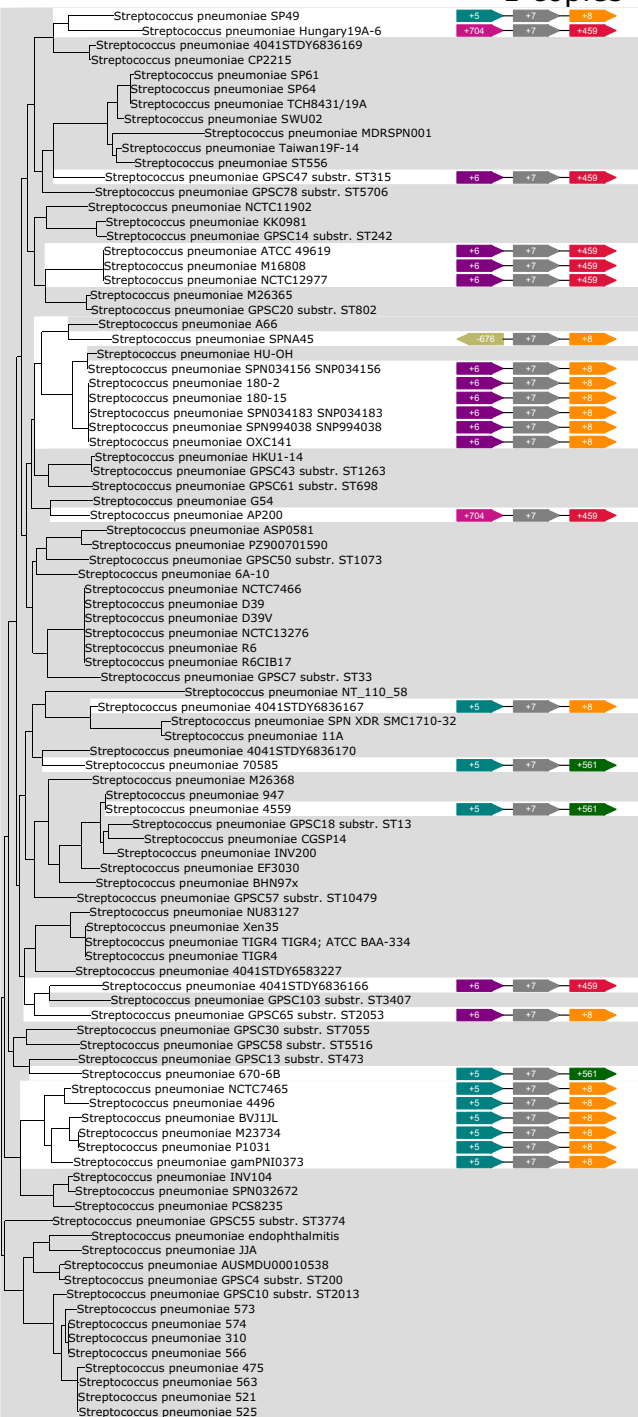 Streptococcus pneumoniae SP49 +5 +7 +8
Streptococcus pneumoniae Hungary19A-6 +704 +7 +459
Streptococcus pneumoniae 4041STDY6836169
Streptococcus pneumoniae CP2215
Streptococcus pneumoniae SP61
Streptococcus pneumoniae SP64
Streptococcus pneumoniae TCH8431/19A
Streptococcus pneumoniae SWU02
Streptococcus pneumoniae MDRSPN001
Streptococcus pneumoniae Taiwan19F-14
Streptococcus pneumoniae ST556
Streptococcus pneumoniae GPSC47 substr. ST315 +6 +7 +459
Streptococcus pneumoniae GPSC78 substr. ST5706
Streptococcus pneumoniae NCTC11902
Streptococcus pneumoniae KK0981
Streptococcus pneumoniae GPSC14 substr. ST242
Streptococcus pneumoniae ATCC 49619 +6 +7 +459
Streptococcus pneumoniae M16808 +6 +7 +459
Streptococcus pneumoniae NCTC12977 +6 +7 +459
Streptococcus pneumoniae M26365
Streptococcus pneumoniae GPSC20 substr. ST802
Streptococcus pneumoniae A66
Streptococcus pneumoniae SPNA45 -676 +7 +8
Streptococcus pneumoniae HU-OH
Streptococcus pneumoniae SPN034156 SNP034156 +6 +7 +8
Streptococcus pneumoniae 180-2 +6 +7 +8
Streptococcus pneumoniae 180-15 +6 +7 +8
Streptococcus pneumoniae SPN034183 SNP034183 +6 +7 +8
Streptococcus pneumoniae SPN994038 SNP994038 +6 +7 +8
Streptococcus pneumoniae OXC141 +6 +7 +8
Streptococcus pneumoniae HKU1-14
Streptococcus pneumoniae GPSC43 substr. ST1263
Streptococcus pneumoniae GPSC61 substr. ST698
Streptococcus pneumoniae G54
Streptococcus pneumoniae AP200 +704 +7 +459
Streptococcus pneumoniae ASP0581
Streptococcus pneumoniae PZ900701590
Streptococcus pneumoniae GPSC50 substr. ST1073
Streptococcus pneumoniae 6A-10
Streptococcus pneumoniae NCTC7466
Streptococcus pneumoniae D39
Streptococcus pneumoniae D39V
Streptococcus pneumoniae NCTC13276
Streptococcus pneumoniae R6
Streptococcus pneumoniae R6CIB17
Streptococcus pneumoniae GPSC7 substr. ST33
Streptococcus pneumoniae NT_110_58
Streptococcus pneumoniae 4041STDY6836167 +5 +7 +8
Streptococcus pneumoniae SPN XDR SMC1710-32
Streptococcus pneumoniae 11A
Streptococcus pneumoniae 4041STDY6836170
Streptococcus pneumoniae 70585 +5 +7 +561
Streptococcus pneumoniae M26368
Streptococcus pneumoniae 947
Streptococcus pneumoniae 4559 +5 +7 +561
Streptococcus pneumoniae GPSC18 substr. ST13
Streptococcus pneumoniae CGSP14
Streptococcus pneumoniae INV200
Streptococcus pneumoniae EF3030
Streptococcus pneumoniae BHN97x
Streptococcus pneumoniae GPSC57 substr. ST10479
Streptococcus pneumoniae NU83127
Streptococcus pneumoniae Xen35
Streptococcus pneumoniae TIGR4 TIGR4; ATCC BAA-334
Streptococcus pneumoniae TIGR4
Streptococcus pneumoniae 4041STDY6583227
Streptococcus pneumoniae 4041STDY6836166 +6 +7 +459
Streptococcus pneumoniae GPSC103 substr. ST3407
Streptococcus pneumoniae GPSC65 substr. ST2053 +6 +7 +8
Streptococcus pneumoniae GPSC30 substr. ST7055
Streptococcus pneumoniae GPSC58 substr. ST5516
Streptococcus pneumoniae GPSC13 substr. ST473
Streptococcus pneumoniae 670-6B +5 +7 +561
Streptococcus pneumoniae NCTC7465 +5 +7 +8
Streptococcus pneumoniae 4496 +5 +7 +8
Streptococcus pneumoniae BVJ1JL +5 +7 +8
Streptococcus pneumoniae M23734 +5 +7 +8
Streptococcus pneumoniae P1031 +5 +7 +8
Streptococcus pneumoniae gamPNI0373 +5 +7 +8
Streptococcus pneumoniae INV104
Streptococcus pneumoniae SPN032672
Streptococcus pneumoniae PCS8235
Streptococcus pneumoniae GPSC55 substr. ST3774
Streptococcus pneumoniae endophthalmitis
Streptococcus pneumoniae JJA
Streptococcus pneumoniae AUSMDU00010538
Streptococcus pneumoniae GPSC4 substr. ST200
Streptococcus pneumoniae GPSC10 substr. ST2013
Streptococcus pneumoniae 573
Streptococcus pneumoniae 574
Streptococcus pneumoniae 310
Streptococcus pneumoniae 566
Streptococcus pneumoniae 475
Streptococcus pneumoniae 563
Streptococcus pneumoniae 521
Streptococcus pneumoniae 525